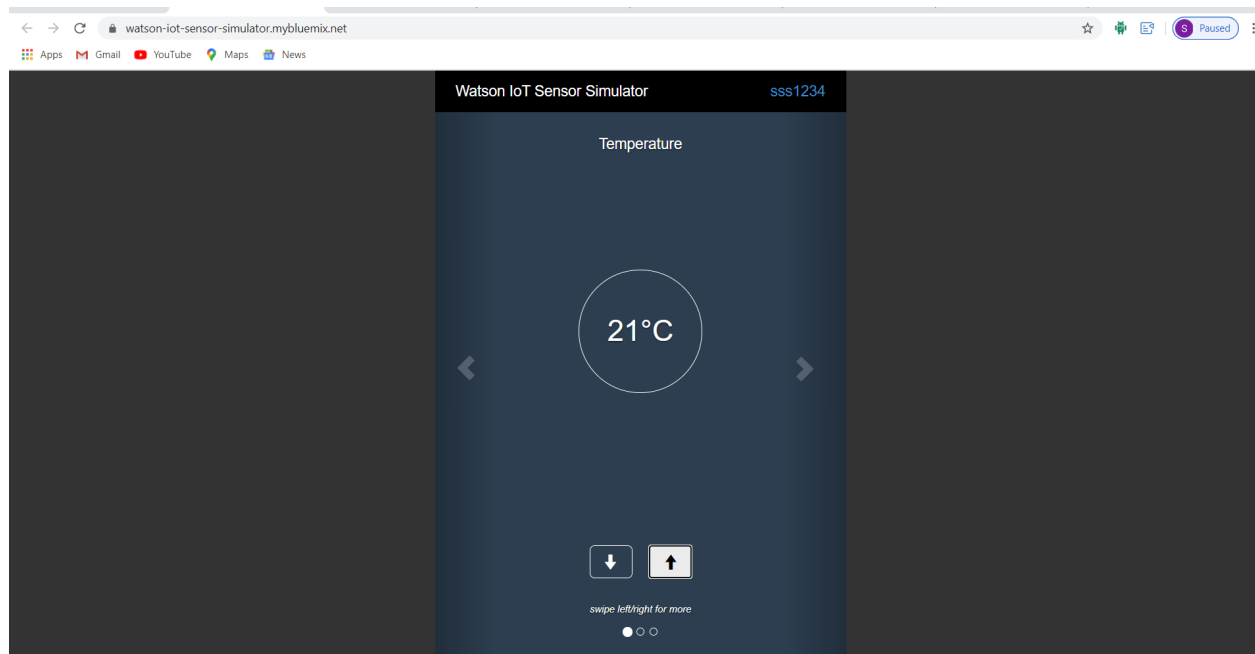 watson-iot-sensor-simulator.mybluemix.net
S Paused
Apps Gmail YouTube Maps News
Watson IoT Sensor Simulator sss1234
Temperature
21°C
swipe left/right for more